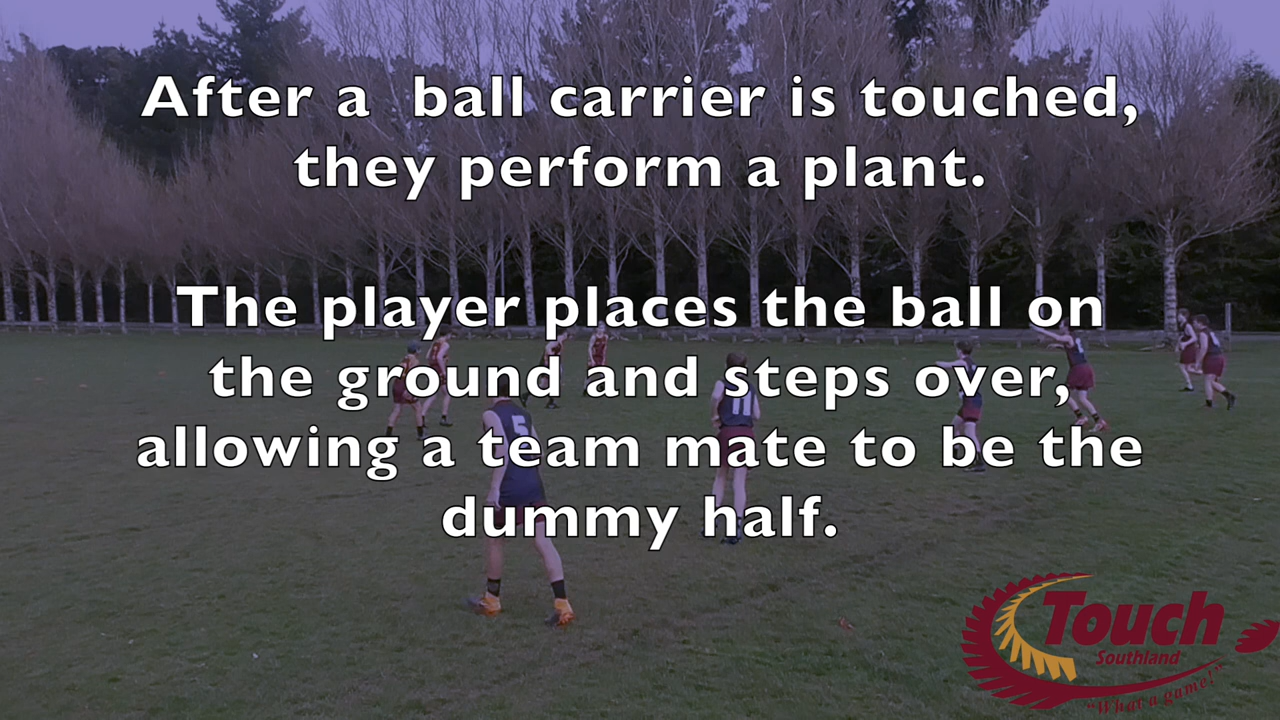 After a  ball carrier is touched,
they perform a plant.
The player places the ball on
the ground and steps over,
allowing a team mate to be the
dummy half.
5
11
Touch
Southland
"What a game!"